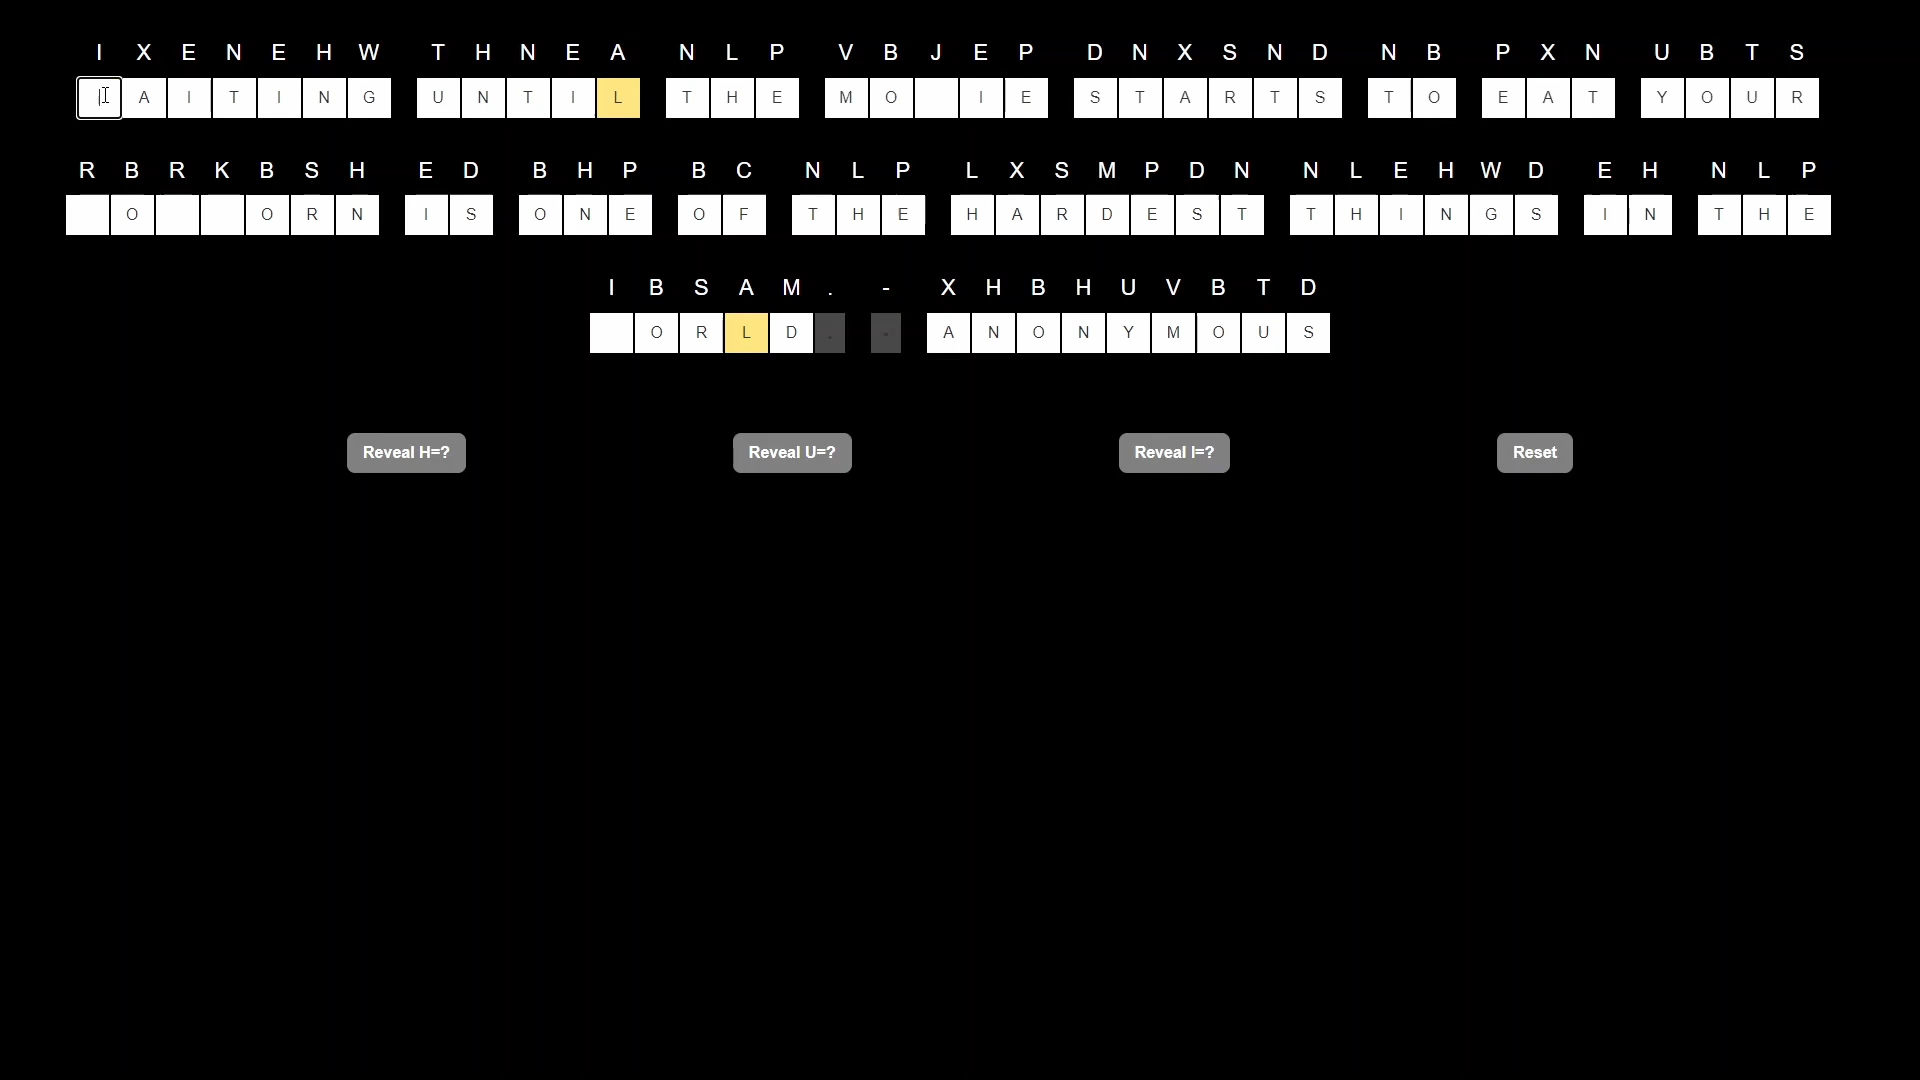 I X E N E H W T H N E A N L P V B J E P D N X S N D N B P X N U B T S
A I T I N G U N T I L T H E M O I E S T A R T S T O E A T Y O U R
R B R K B S H E D B H P B C N L P L X S M P D N N L E H W D E H N L P
O O R N I S O N E O F T H E H A R D E S T T H I N G S I N T H E
I B S A M . - X H B H U V B T D
O R L D . - A N O N Y M O U S
Reveal H=? Reveal U=? Reveal I=? Reset